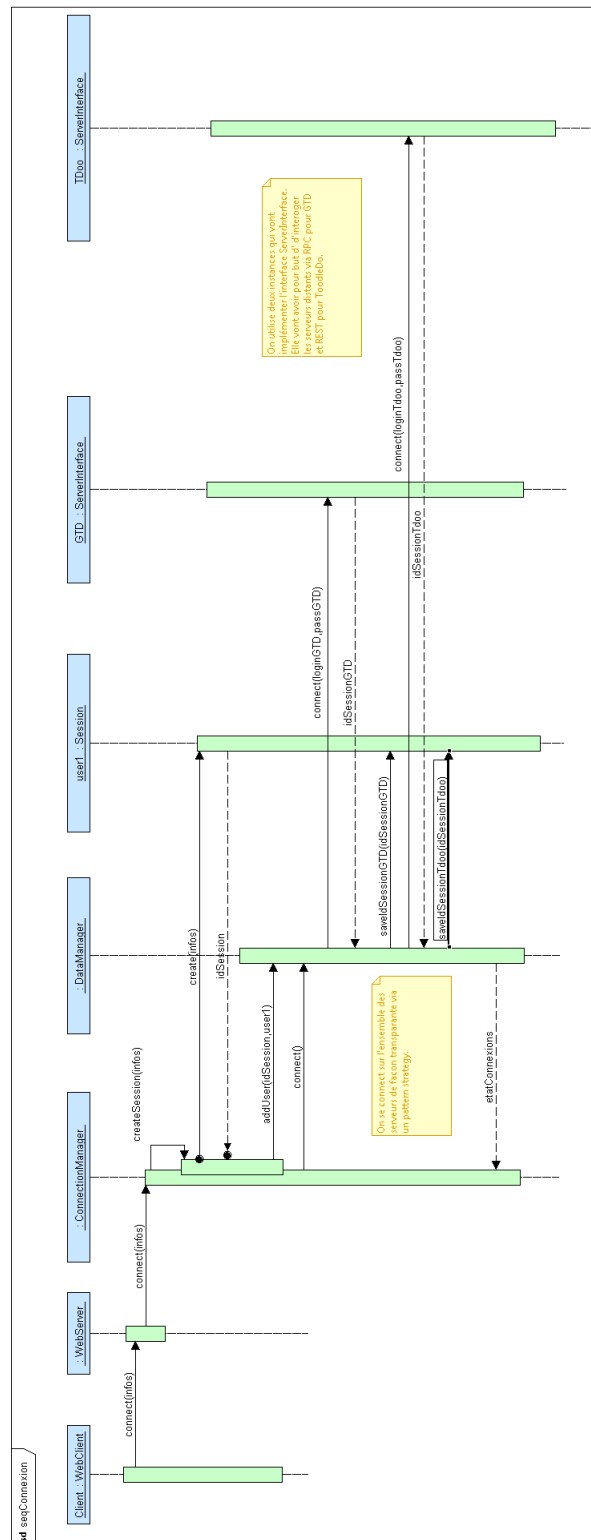 sd seqConnexion
Client : WebClient
: WebServer
: ConnectionManager
: DataManager
user1 : Session
GTD : ServerInterface
TDoo : ServerInterface
connect(infos)
connect(infos)
createSession(infos)
create(infos)
idSession
addUser(idSession,user1)
connect()
connect(loginGTD,passGTD)
idSessionGTD
saveIdSessionGTD(idSessionGTD)
connect(loginTdoo,passTdoo)
idSessionTdoo
saveIdSessionTdoo(idSessionTdoo)
etatConnexions
On se connect sur l'ensemble des
serveurs de façon transparante via
un pattern strategy.
On utilise deux instances qui vont
implémenter l'interface ServerInterface.
Elle vont avoir pour but d' d'interoger
les serveurs distants via RPC pour GTD
et REST pour ToodleDo.